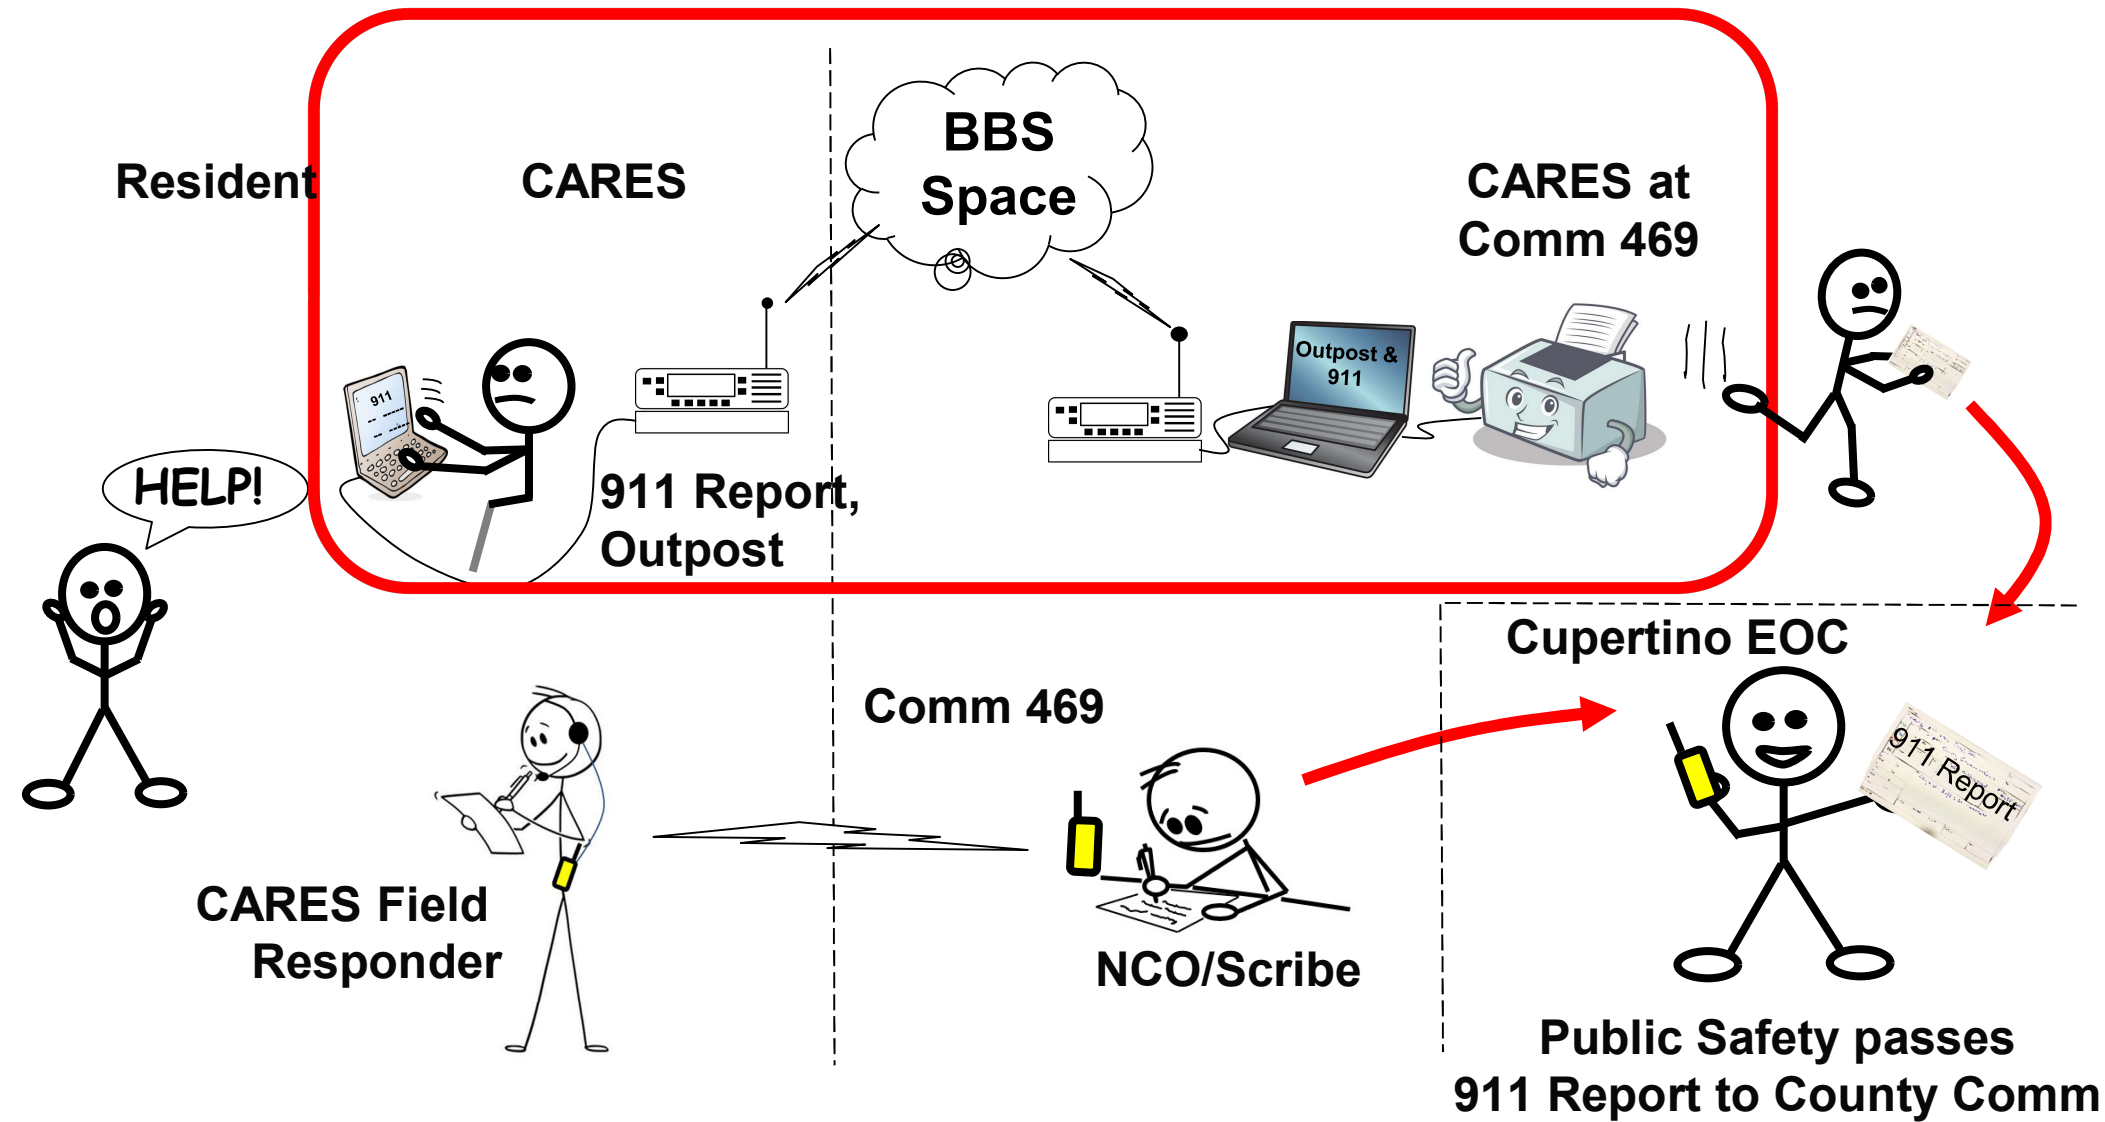 Resident
CARES
BBS
Space
CARES at
Comm 469
911
Outpost &
911
HELP!
911 Report,
Outpost
Cupertino EOC
Comm 469
911 Report
CARES Field
Responder
NCO/Scribe
Public Safety passes
911 Report to County Comm